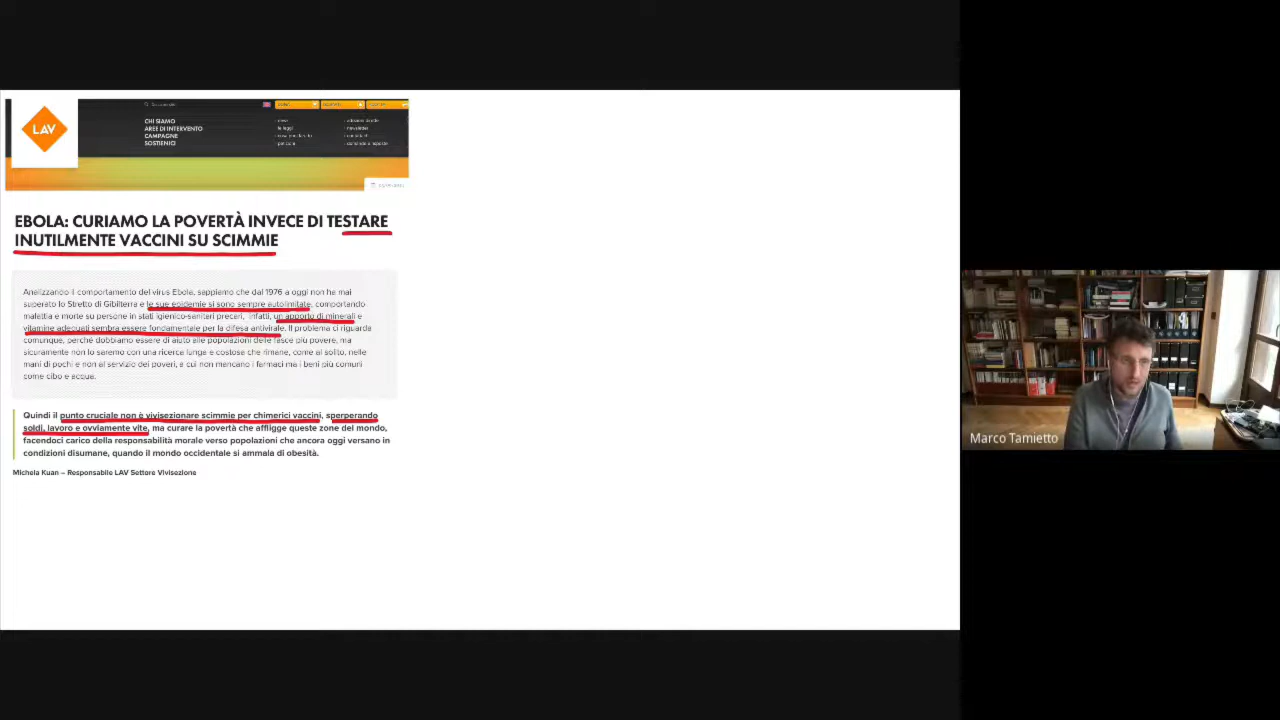 LAV
CHI SIAMO
AREE DI INTERVENTO
CAMPAGNE
SOSTIENICI
EBOLA: CURIAMO LA POVERTÀ INVECE DI TESTARE
INUTILMENTE VACCINI SU SCIMMIE
Analizzando il comportamento del virus Ebola, sappiamo che dal 1976 a oggi non ha mai
superato lo Stretto di Gibilterra e le sue epidemie si sono sempre autolimitate, comportando
malattia e morte su persone in stati igienico-sanitari precari, infatti, un apporto di minerali e
vitamine adeguati sembra essere fondamentale per la difesa antivirale. Il problema ci riguarda
comunque, perché dobbiamo essere di aiuto alle popolazioni delle fasce più povere, ma
sicuramente non lo saremo con una ricerca lunga e costosa che rimane, come al solito, nelle
mani di pochi e non al servizio dei poveri, a cui non mancano i farmaci ma i beni più comuni
come cibo e acqua.
Quindi il punto cruciale non è vivisezionare scimmie per chimerici vaccini, sperperando
soldi, lavoro e ovviamente vite, ma curare la povertà che affligge queste zone del mondo,
facendoci carico della responsabilità morale verso popolazioni che ancora oggi versano in
condizioni disumane, quando il mondo occidentale si ammala di obesità.
Michela Kuan – Responsabile LAV Settore Vivisezione
Marco Tamietto